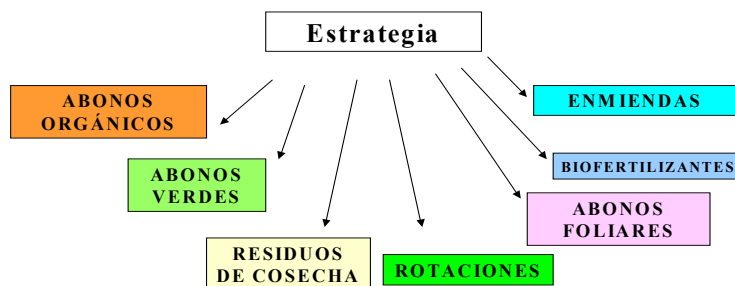 Estrategia
ABONOS
ORGÁNICOS
ENMIENDAS
ABONOS
VERDES
BIOFERTILIZANTES
ABONOS
FOLIARES
RESIDUOS
DE COSECHA
ROTACIONES